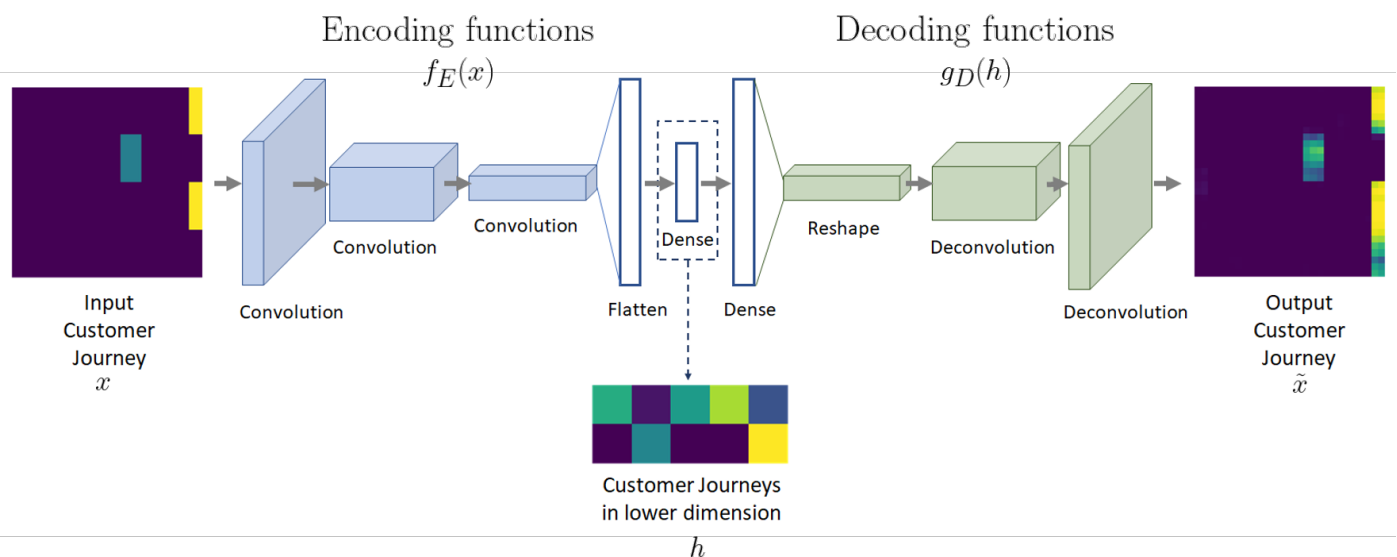 Encoding functions
f_E(x)
Decoding functions
g_D(h)
Input
Customer
Journey
x
Convolution
Convolution
Convolution
Flatten
Dense
Dense
Reshape
Deconvolution
Deconvolution
Output
Customer
Journey
x̃
Customer Journeys
in lower dimension
h